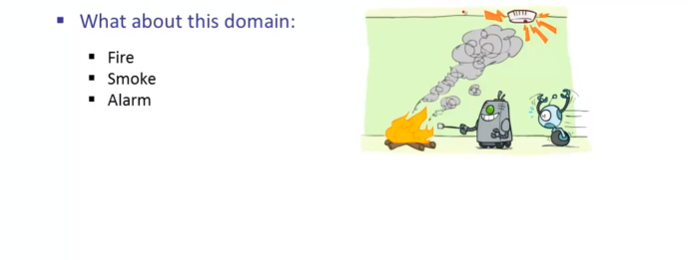 What about this domain:
Fire
Smoke
Alarm